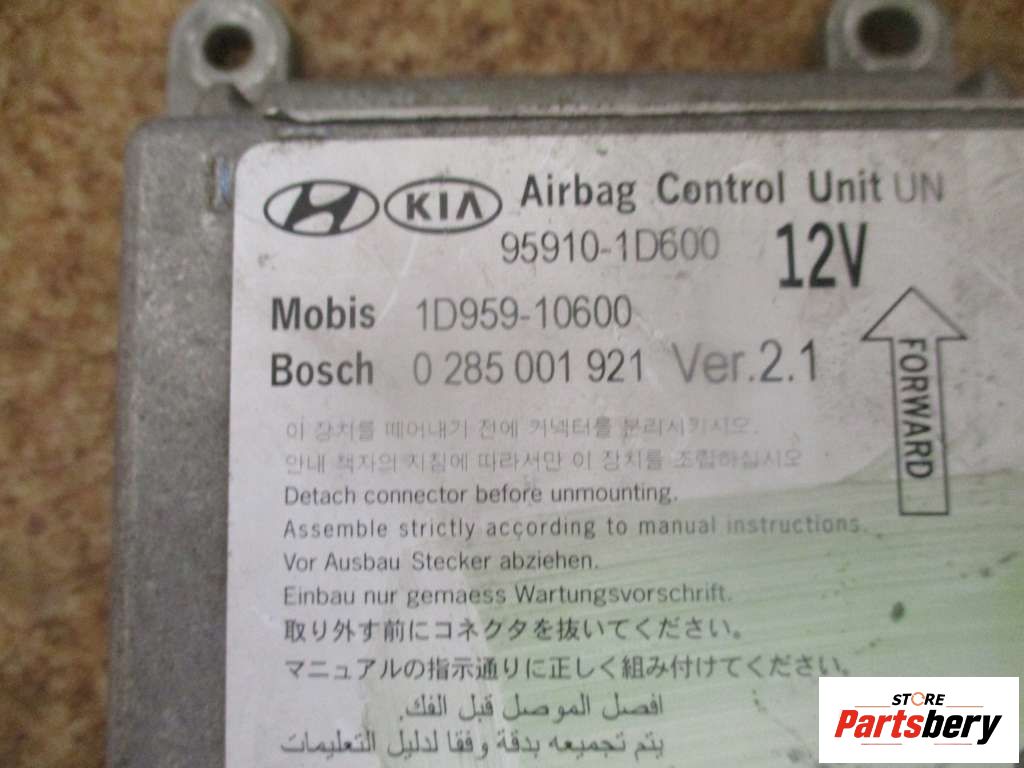 KIA Airbag Control Unit UN
95910-1D600 12V
Mobis 1D959-10600
Bosch 0 285 001 921 Ver.2.1
FORWARD
이 장치를 떼어내기 전에 커넥터를 분리시키십시오.
안내 책자의 지침에 따라서만 이 장치를 조립하십시오
Detach connector before unmounting.
Assemble strictly according to manual instructions.
Vor Ausbau Stecker abziehen.
Einbau nur gemaess Wartungsvorschrift.
取り外す前にコネクタを抜いてください。
マニュアルの指示通りに正しく組み付けてください。
افصل الموصل قبل الفك.
يتم تجميعه بدقة وفقا لدليل التعليمات
STORE
Partsbery